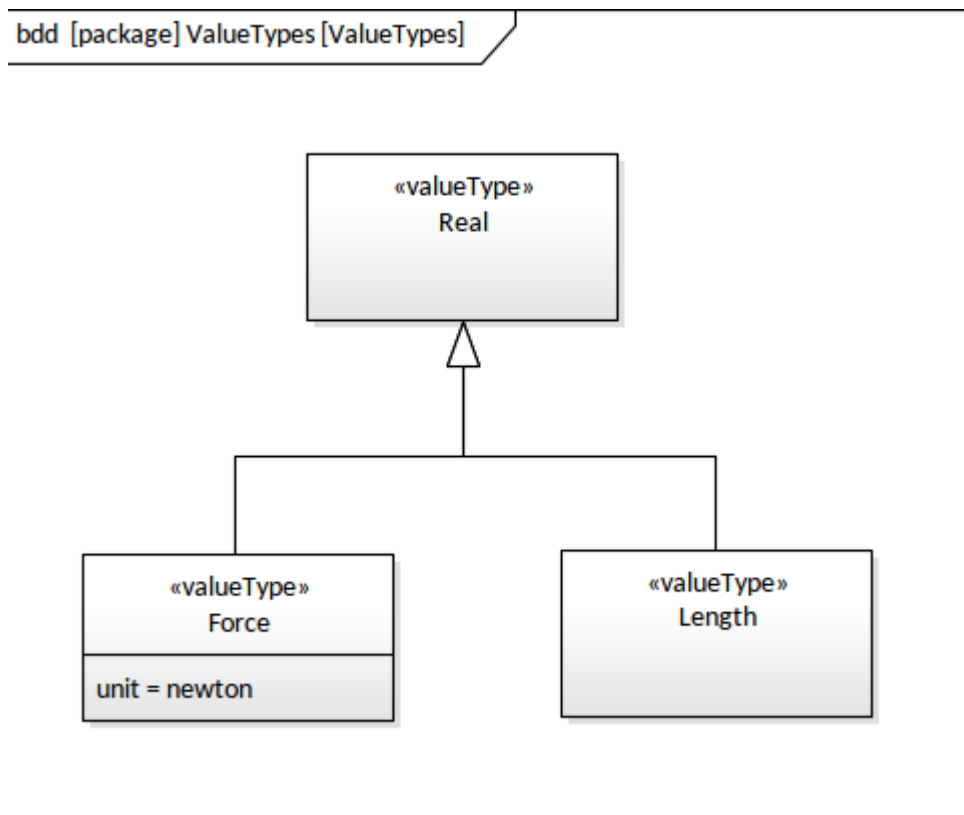 bdd [package] ValueTypes [ValueTypes]
«valueType»
Real
«valueType»
Force
unit = newton
«valueType»
Length